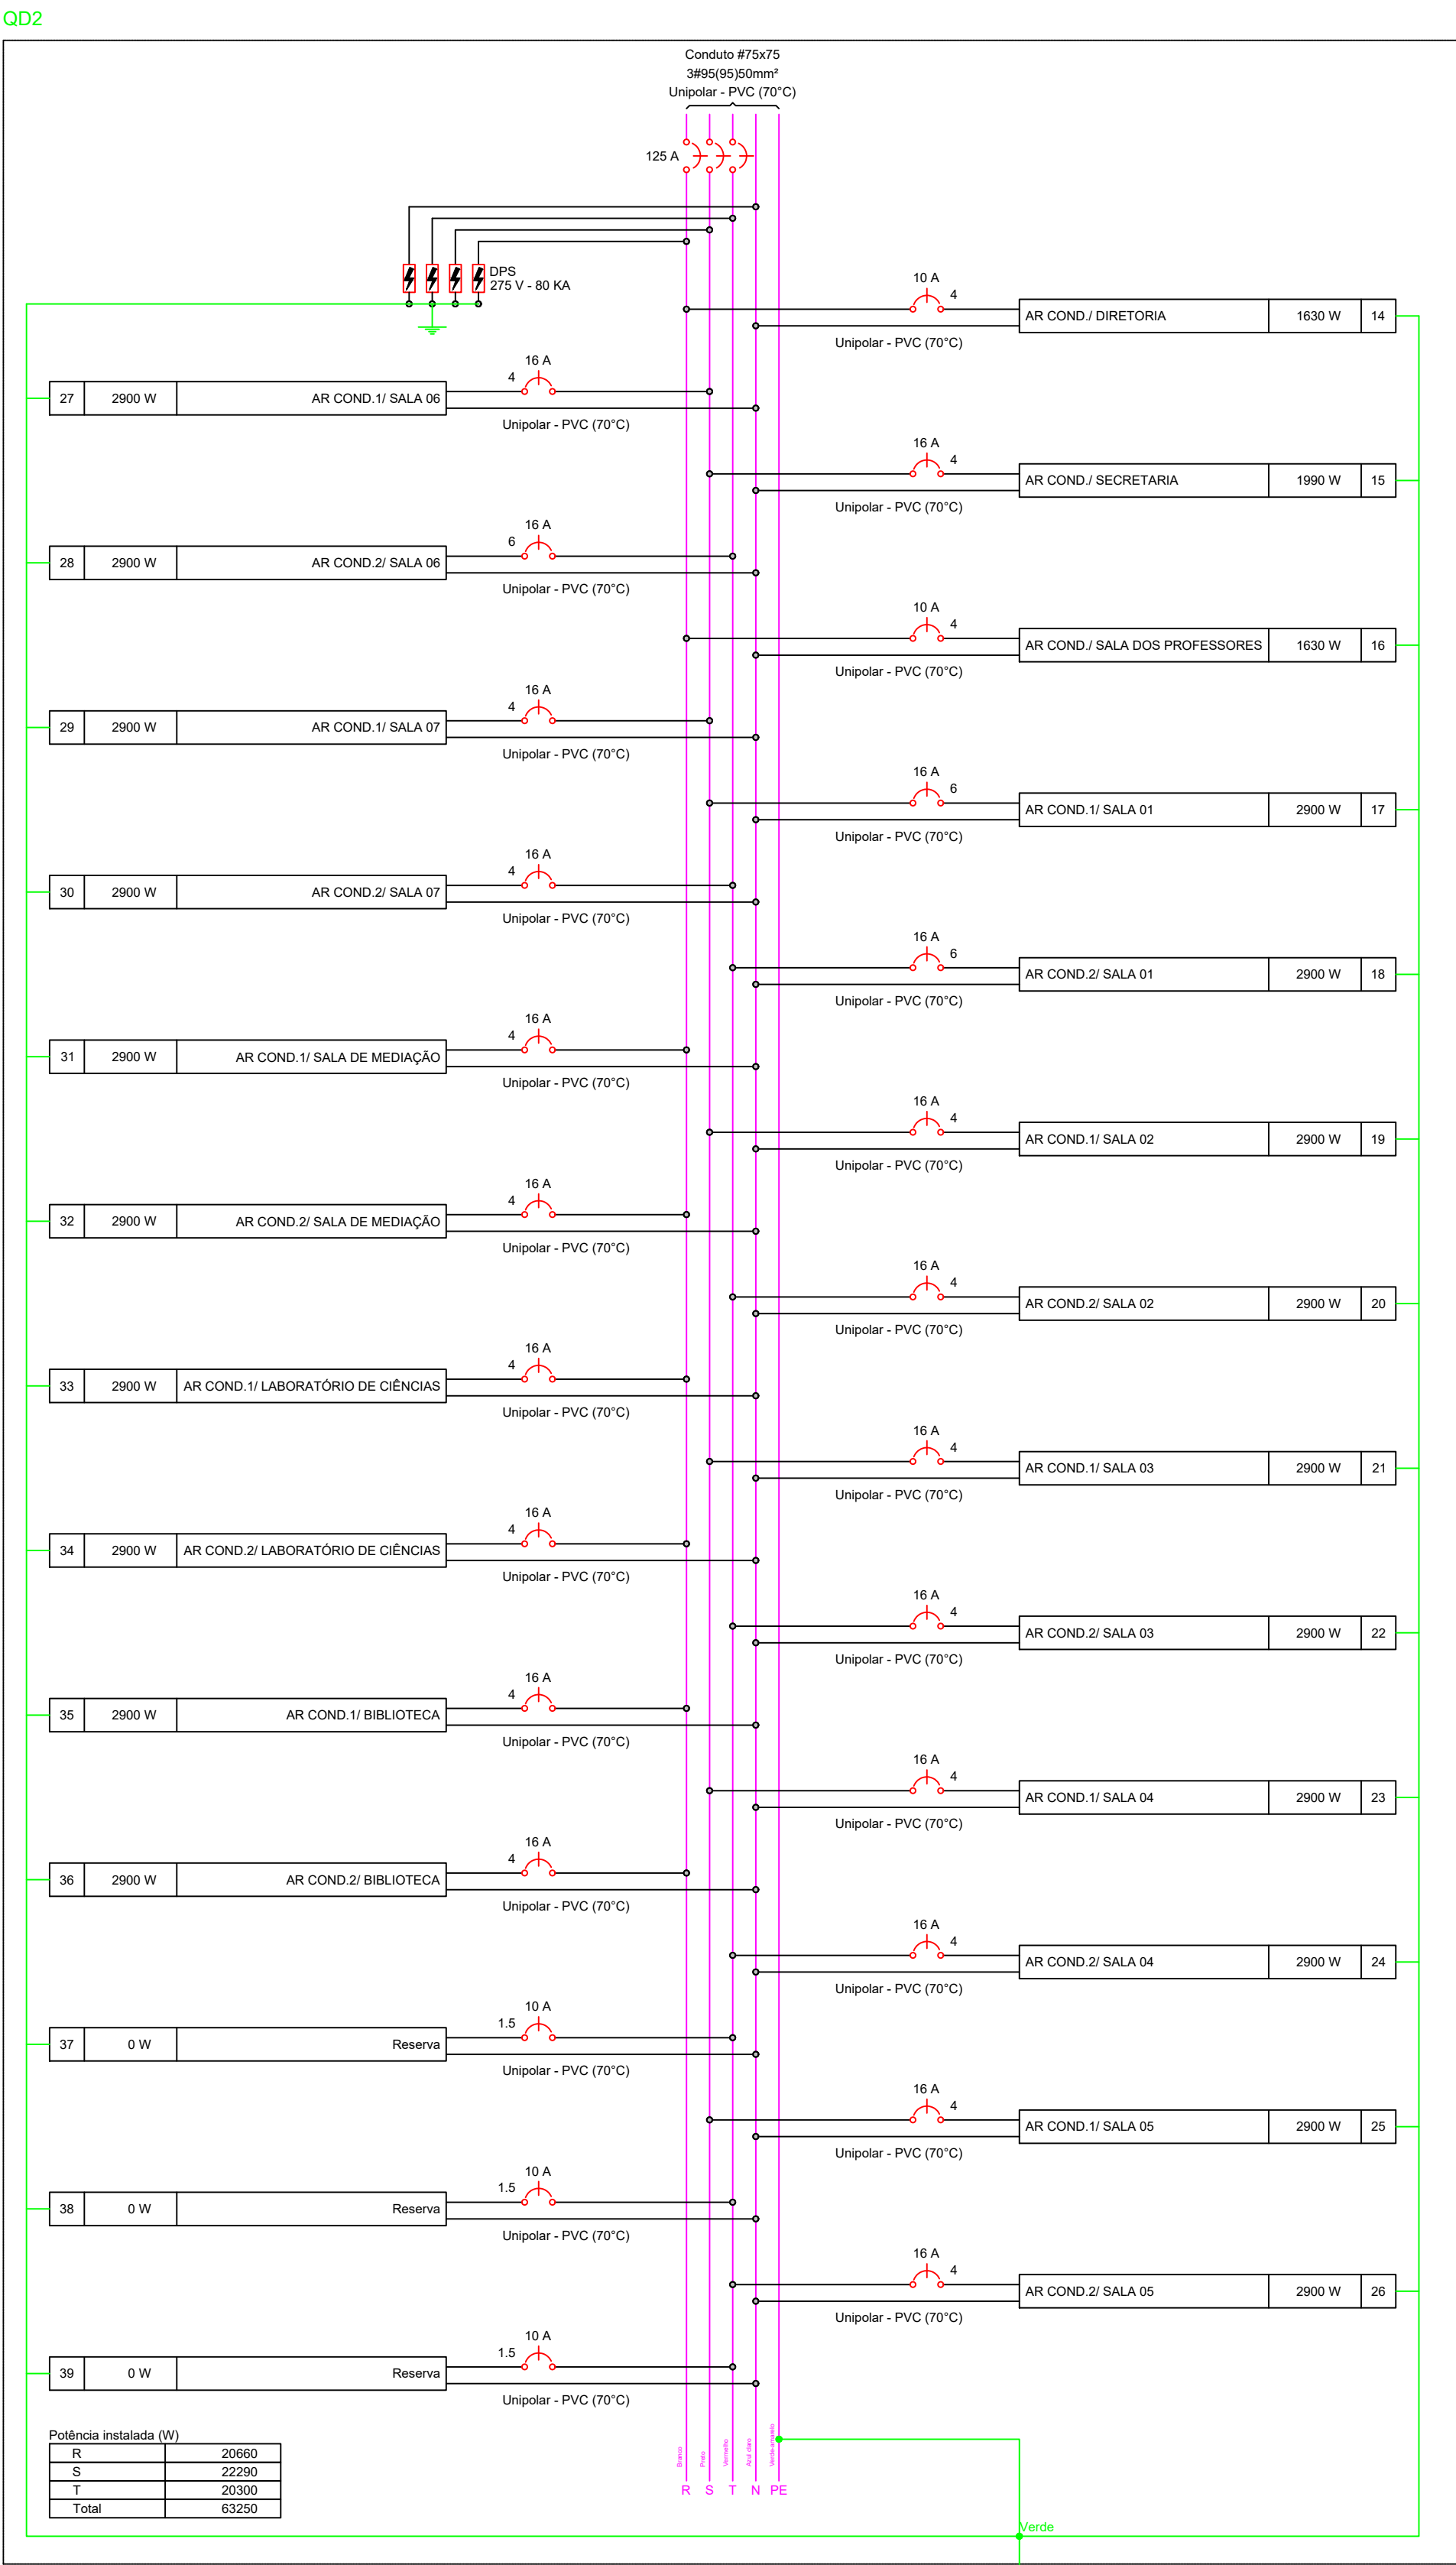 QD2
Conduto #75x75
3#95(95)50mm²
Unipolar - PVC (70°C)
125 A
DPS
275 V - 80 KA
10 A
4
AR COND./ DIRETORIA 1630 W 14
Unipolar - PVC (70°C)
16 A
4
27 2900 W AR COND.1/ SALA 06
Unipolar - PVC (70°C)
16 A
4
AR COND./ SECRETARIA 1990 W 15
Unipolar - PVC (70°C)
16 A
6
28 2900 W AR COND.2/ SALA 06
Unipolar - PVC (70°C)
10 A
4
AR COND./ SALA DOS PROFESSORES 1630 W 16
Unipolar - PVC (70°C)
16 A
4
29 2900 W AR COND.1/ SALA 07
Unipolar - PVC (70°C)
16 A
6
AR COND.1/ SALA 01 2900 W 17
Unipolar - PVC (70°C)
16 A
4
30 2900 W AR COND.2/ SALA 07
Unipolar - PVC (70°C)
16 A
6
AR COND.2/ SALA 01 2900 W 18
Unipolar - PVC (70°C)
16 A
4
31 2900 W AR COND.1/ SALA DE MEDIAÇÃO
Unipolar - PVC (70°C)
16 A
4
AR COND.1/ SALA 02 2900 W 19
Unipolar - PVC (70°C)
16 A
4
32 2900 W AR COND.2/ SALA DE MEDIAÇÃO
Unipolar - PVC (70°C)
16 A
4
AR COND.2/ SALA 02 2900 W 20
Unipolar - PVC (70°C)
16 A
4
33 2900 W AR COND.1/ LABORATÓRIO DE CIÊNCIAS
Unipolar - PVC (70°C)
16 A
4
AR COND.1/ SALA 03 2900 W 21
Unipolar - PVC (70°C)
16 A
4
34 2900 W AR COND.2/ LABORATÓRIO DE CIÊNCIAS
Unipolar - PVC (70°C)
16 A
4
AR COND.2/ SALA 03 2900 W 22
Unipolar - PVC (70°C)
16 A
4
35 2900 W AR COND.1/ BIBLIOTECA
Unipolar - PVC (70°C)
16 A
4
AR COND.1/ SALA 04 2900 W 23
Unipolar - PVC (70°C)
16 A
4
36 2900 W AR COND.2/ BIBLIOTECA
Unipolar - PVC (70°C)
16 A
4
AR COND.2/ SALA 04 2900 W 24
Unipolar - PVC (70°C)
10 A
1.5
37 0 W Reserva
Unipolar - PVC (70°C)
16 A
4
AR COND.1/ SALA 05 2900 W 25
Unipolar - PVC (70°C)
10 A
1.5
38 0 W Reserva
Unipolar - PVC (70°C)
16 A
4
AR COND.2/ SALA 05 2900 W 26
Unipolar - PVC (70°C)
10 A
1.5
39 0 W Reserva
Unipolar - PVC (70°C)
Potência instalada (W)
R 20660
S 22290
T 20300
Total 63250
Branco
Preto
Vermelho
Azul claro
Verde-amarelo
R S T N PE
Verde